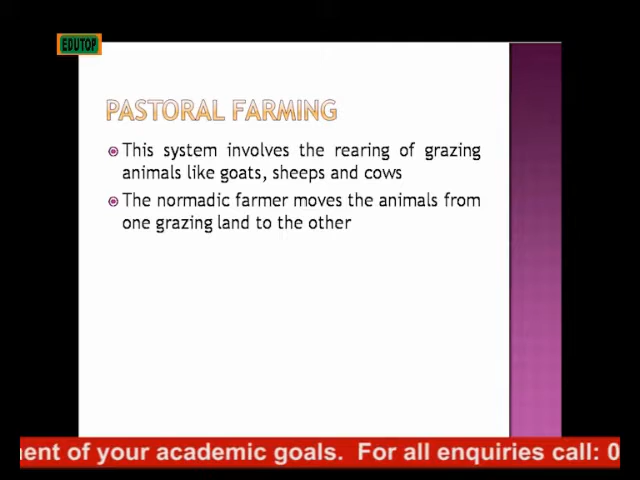 EDUTOP
PASTORAL FARMING
This system involves the rearing of grazing
animals like goats, sheeps and cows
The normadic farmer moves the animals from
one grazing land to the other
of your academic goals. For all enquiries call: 0